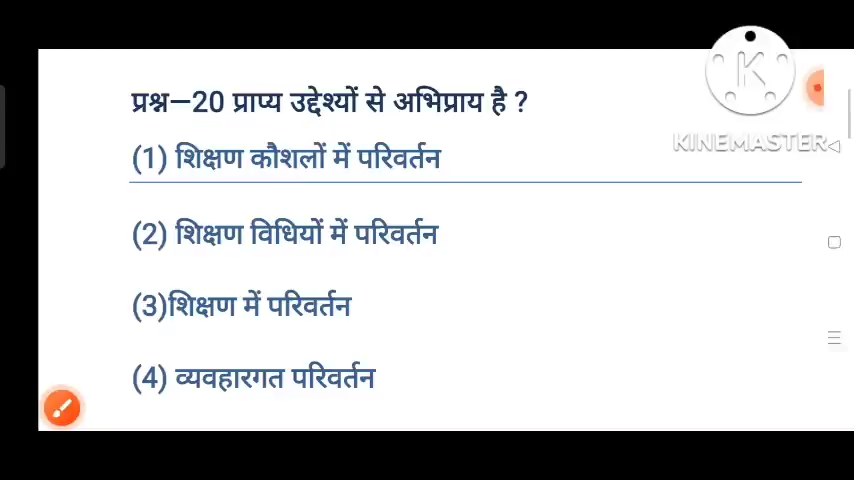 प्रश्न—20 प्राप्य उद्देश्यों से अभिप्राय है ?
(1) शिक्षण कौशलों में परिवर्तन
(2) शिक्षण विधियों में परिवर्तन
(3)शिक्षण में परिवर्तन
(4) व्यवहारगत परिवर्तन
KINEMASTER